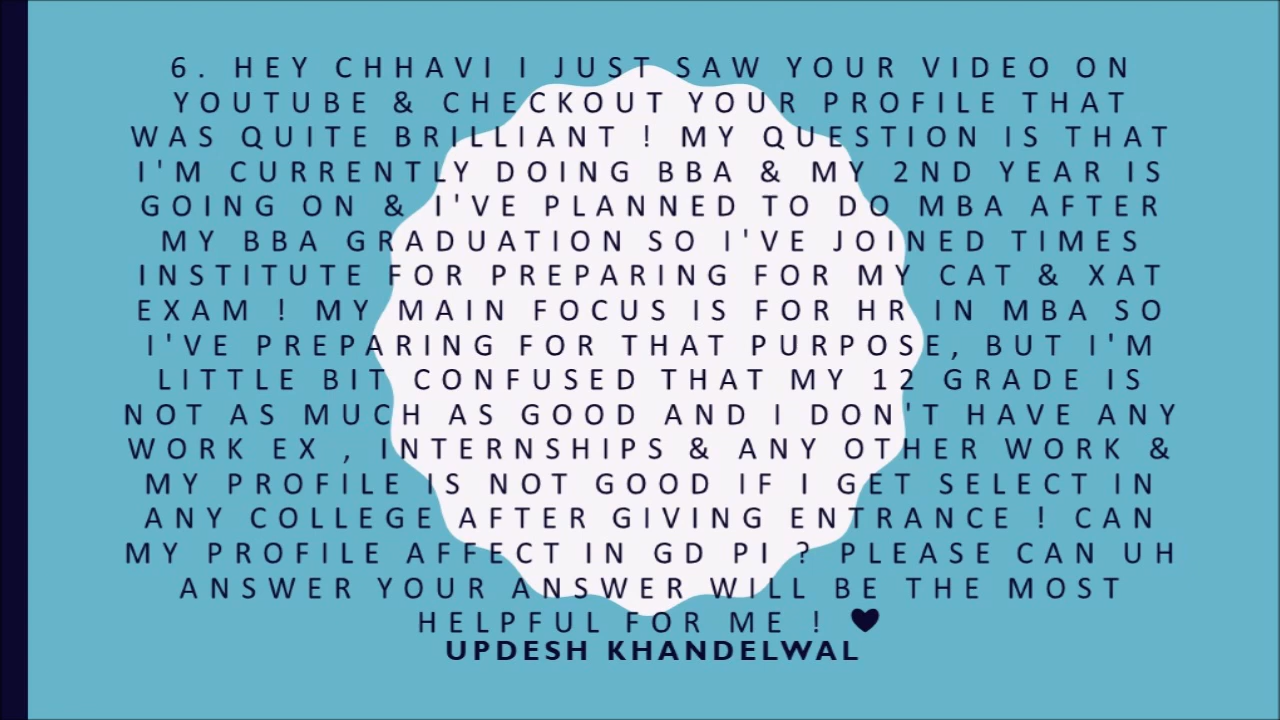 6. HEY CHHAVI I JUST SAW YOUR VIDEO ON
YOUTUBE & CHECKOUT YOUR PROFILE THAT
WAS QUITE BRILLIANT ! MY QUESTION IS THAT
I'M CURRENTLY DOING BBA & MY 2ND YEAR IS
GOING ON & I'VE PLANNED TO DO MBA AFTER
MY BBA GRADUATION SO I'VE JOINED TIMES
INSTITUTE FOR PREPARING FOR MY CAT & XAT
EXAM ! MY MAIN FOCUS IS FOR HR IN MBA SO
I'VE PREPARING FOR THAT PURPOSE, BUT I'M
LITTLE BIT CONFUSED THAT MY 12 GRADE IS
NOT AS MUCH AS GOOD AND I DON'T HAVE ANY
WORK EX , INTERNSHIPS & ANY OTHER WORK &
MY PROFILE IS NOT GOOD IF I GET SELECT IN
ANY COLLEGE AFTER GIVING ENTRANCE ! CAN
MY PROFILE AFFECT IN GD PI ? PLEASE CAN UH
ANSWER YOUR ANSWER WILL BE THE MOST
HELPFUL FOR ME ! ♥
UPDESH KHANDELWAL